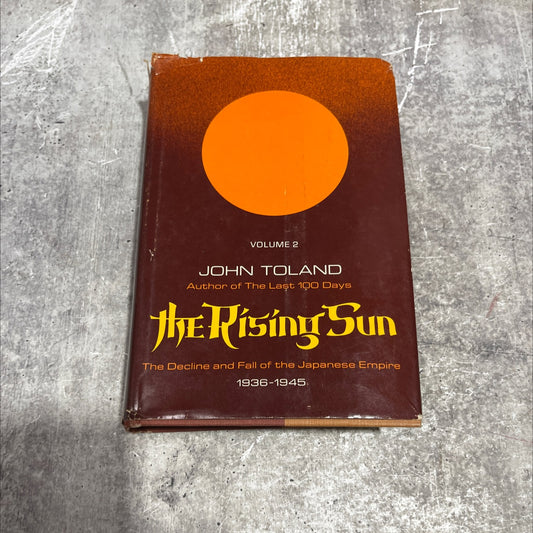 VOLUME 2
JOHN TOLAND
Author of The Last 100 Days
the Rising Sun
The Decline and Fall of the Japanese Empire
1936-1945